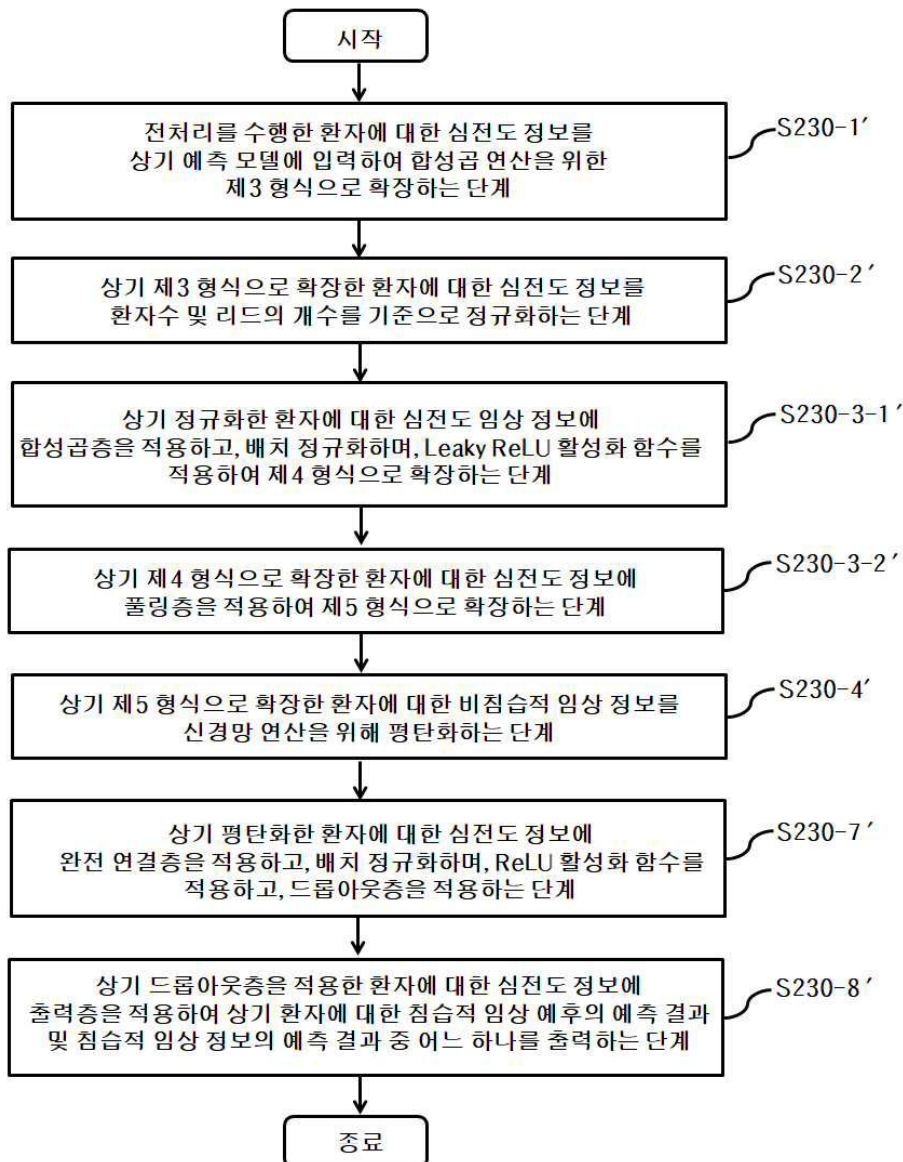 시작
전처리를 수행한 환자에 대한 심전도 정보를
상기 예측 모델에 입력하여 합성곱 연산을 위한
제3 형식으로 확장하는 단계
S230-1′
상기 제3 형식으로 확장한 환자에 대한 심전도 정보를
환자수 및 리드의 개수를 기준으로 정규화하는 단계
S230-2′
상기 정규화한 환자에 대한 심전도 임상 정보에
합성곱층을 적용하고, 배치 정규화하며, Leaky ReLU 활성화 함수를
적용하여 제4 형식으로 확장하는 단계
S230-3-1′
상기 제4 형식으로 확장한 환자에 대한 심전도 정보에
풀링층을 적용하여 제5 형식으로 확장하는 단계
S230-3-2′
상기 제5 형식으로 확장한 환자에 대한 비침습적 임상 정보를
신경망 연산을 위해 평탄화하는 단계
S230-4′
상기 평탄화한 환자에 대한 심전도 정보에
완전 연결층을 적용하고, 배치 정규화하며, ReLU 활성화 함수를
적용하고, 드롭아웃층을 적용하는 단계
S230-7′
상기 드롭아웃층을 적용한 환자에 대한 심전도 정보에
출력층을 적용하여 상기 환자에 대한 침습적 임상 예후의 예측 결과
및 침습적 임상 정보의 예측 결과 중 어느 하나를 출력하는 단계
S230-8′
종료